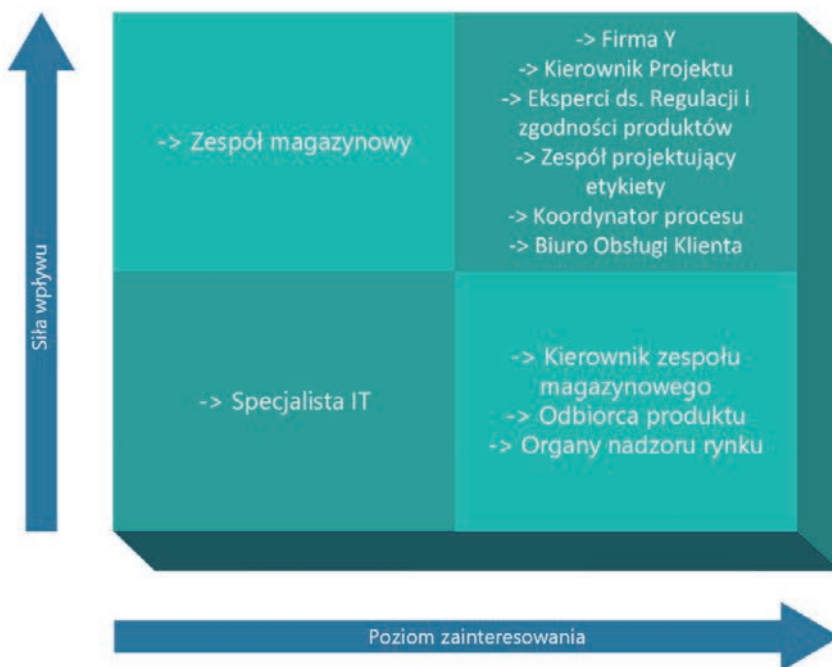 -> Zespół magazynowy
-> Firma Y
-> Kierownik Projektu
-> Eksperci ds. Regulacji i
zgodności produktów
-> Zespół projektujący
etykiety
-> Koordynator procesu
-> Biuro Obsługi Klienta
Siła wpływu
-> Specjalista IT
-> Kierownik zespołu
magazynowego
-> Odbiorca produktu
-> Organy nadzoru rynku
Poziom zainteresowania